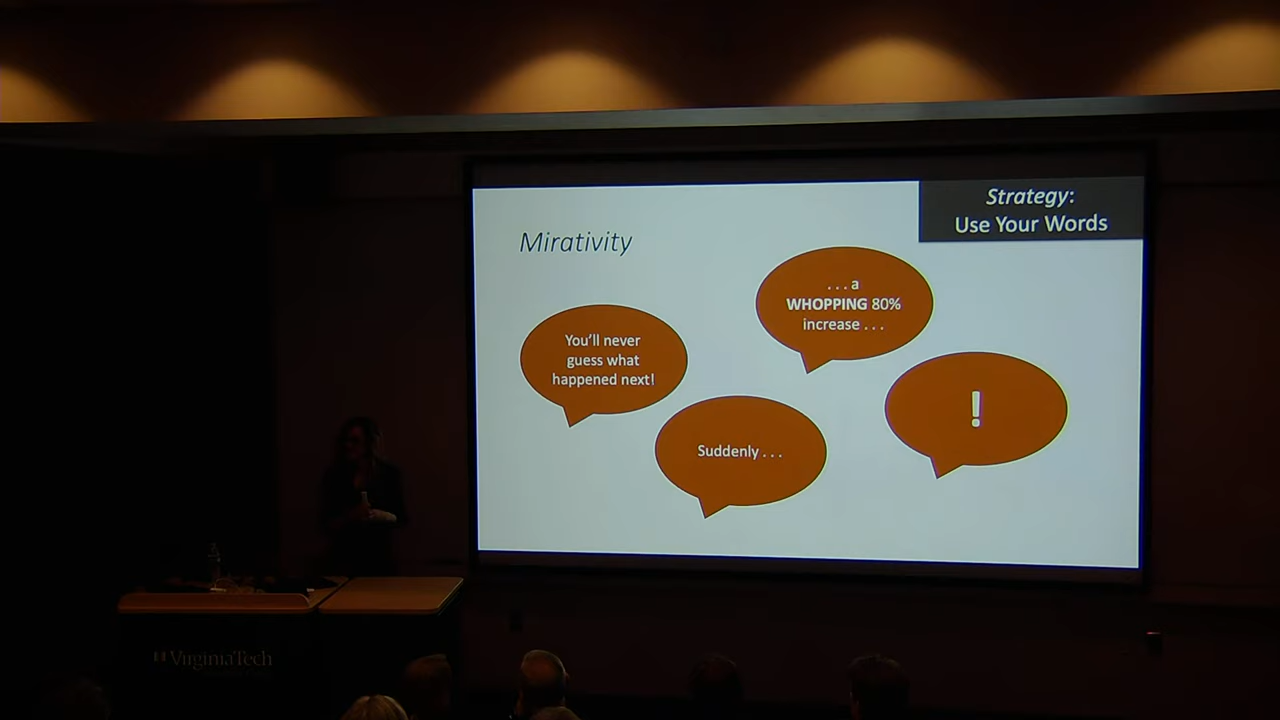 Strategy:
Use Your Words
Mirativity
. . . a
WHOPPING 80%
increase . . .
You'll never
guess what
happened next!
!
Suddenly . . .
VirginiaTech